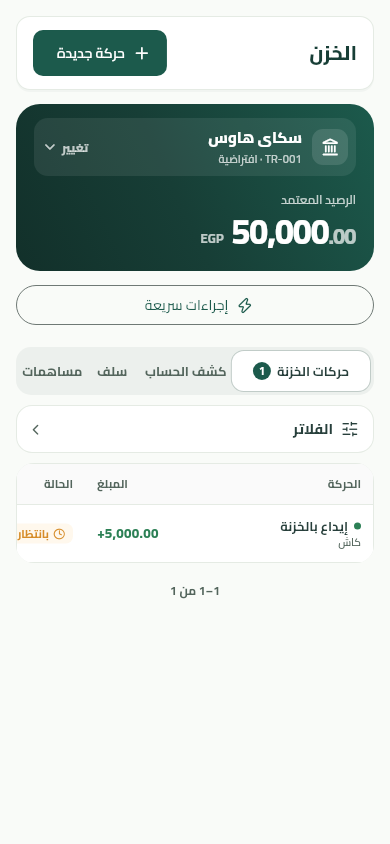 الخزن
حركة جديدة
سكاى هاوس
TR-001 · افتراضية
تغيير
الرصيد المعتمد
50,000.00 EGP
إجراءات سريعة
حركات الخزنة 1
كشف الحساب
سلف
مساهمات
الفلاتر
الحركة المبلغ الحالة
إيداع بالخزنة
كاش
+5,000.00
بانتظار
1–1 من 1